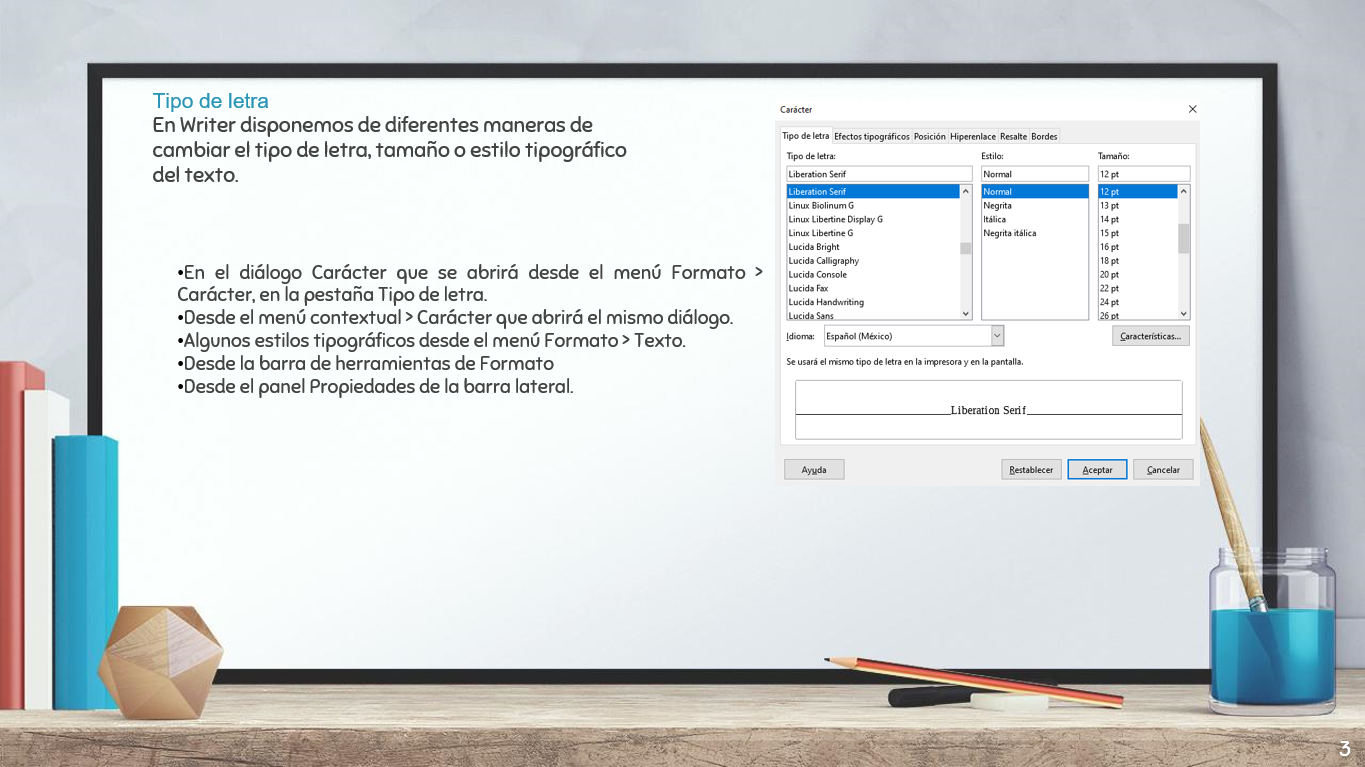 Tipo de letra
En Writer disponemos de diferentes maneras de
cambiar el tipo de letra, tamaño o estilo tipográfico
del texto.
•En el diálogo Carácter que se abrirá desde el menú Formato >
Carácter, en la pestaña Tipo de letra.
•Desde el menú contextual > Carácter que abrirá el mismo diálogo.
•Algunos estilos tipográficos desde el menú Formato > Texto.
•Desde la barra de herramientas de Formato
•Desde el panel Propiedades de la barra lateral.
Carácter
Tipo de letra Efectos tipográficos Posición Hiperenlace Resalte Bordes
Tipo de letra: Estilo: Tamaño:
Liberation Serif Normal 12 pt
Liberation Serif Normal 12 pt
Linux Biolinum G Negrita 13 pt
Linux Libertine Display G Itálica 14 pt
Linux Libertine G Negrita itálica 15 pt
Lucida Bright 16 pt
Lucida Calligraphy 18 pt
Lucida Console 20 pt
Lucida Fax 22 pt
Lucida Handwriting 24 pt
Lucida Sans 26 pt
Idioma: Español (México) Características...
Se usará el mismo tipo de letra en la impresora y en la pantalla.
Liberation Serif
Ayuda Restablecer Aceptar Cancelar
3